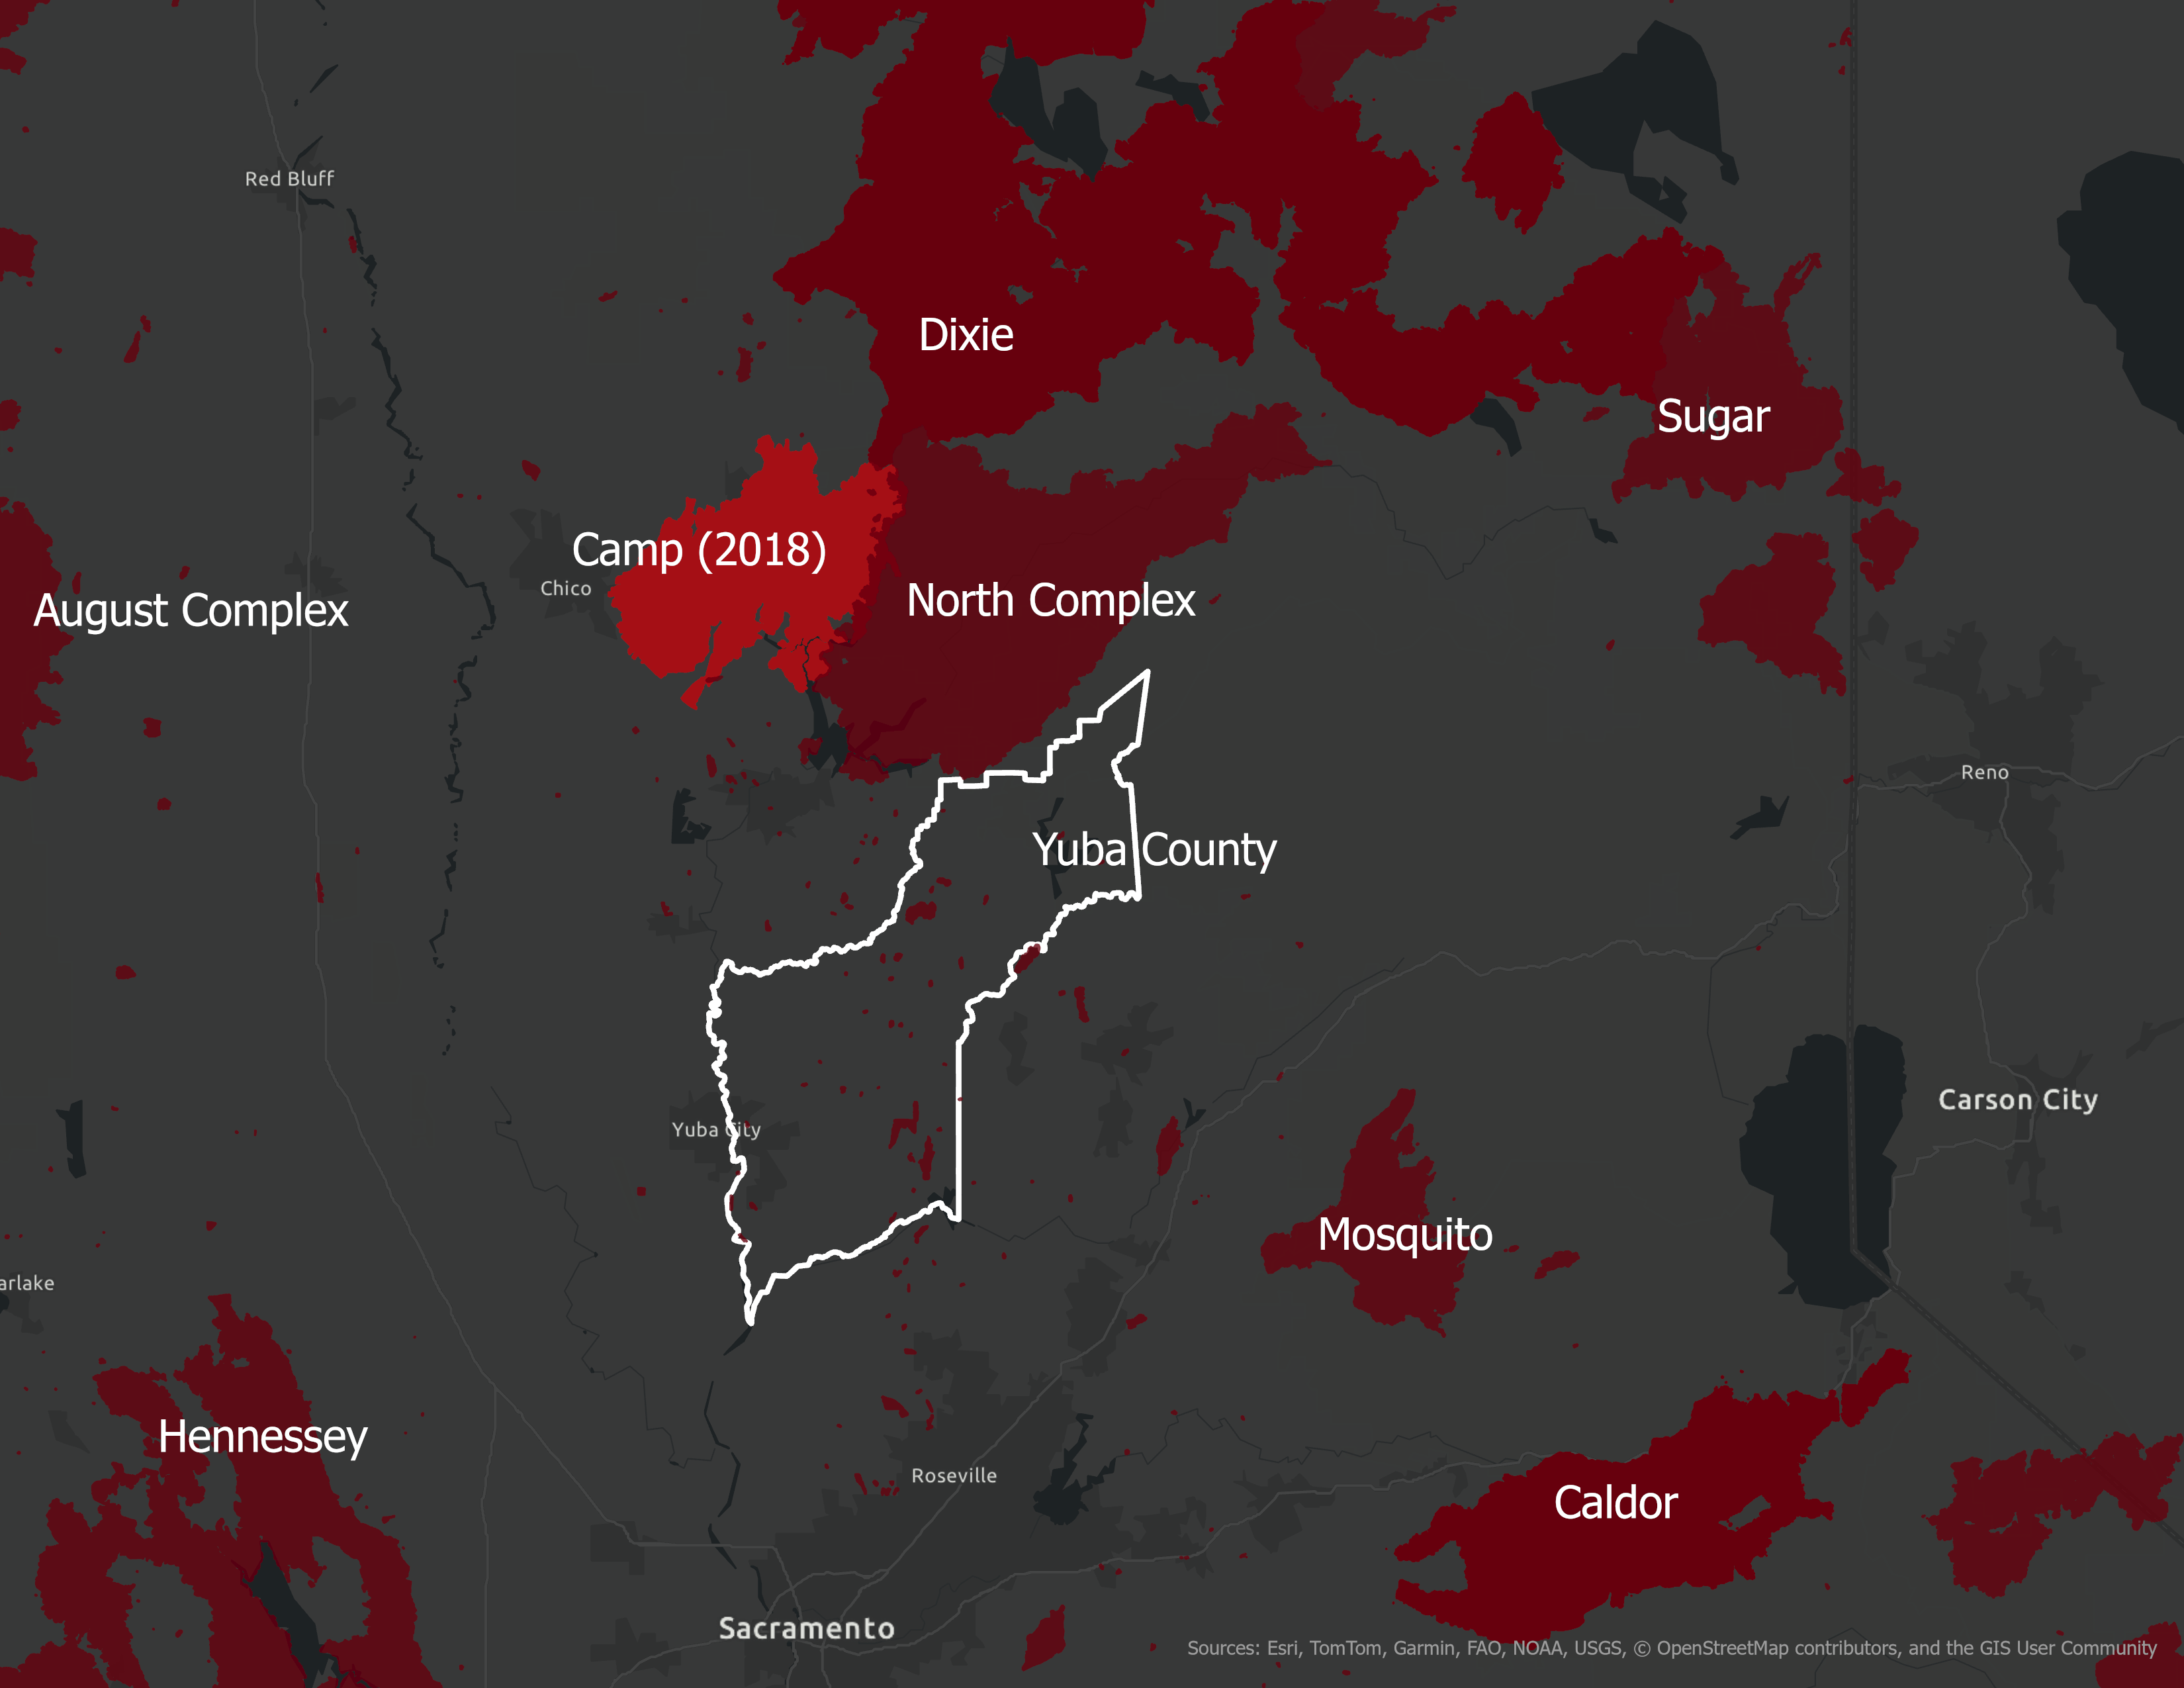 Red Bluff
Dixie
Sugar
Camp (2018)
Chico
North Complex
August Complex
Reno
Yuba County
Carson City
Yuba City
Mosquito
arlake
Hennessey
Roseville
Caldor
Sacramento
Sources: Esri, TomTom, Garmin, FAO, NOAA, USGS, © OpenStreetMap contributors, and the GIS User Community